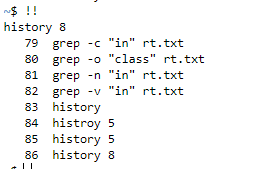 ~$ !!
history 8
79 grep -c "in" rt.txt
80 grep -o "class" rt.txt
81 grep -n "in" rt.txt
82 grep -v "in" rt.txt
83 history
84 histroy 5
85 history 5
86 history 8